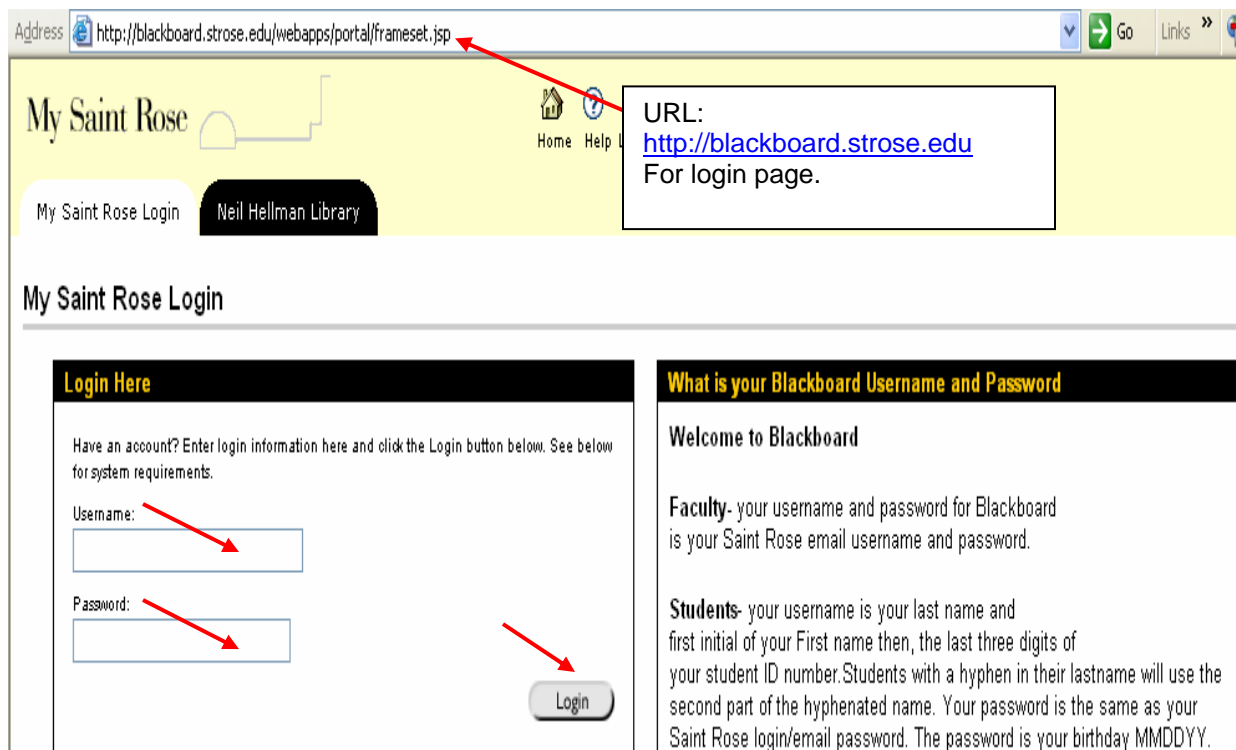 Address http://blackboard.strose.edu/webapps/portal/frameset.jsp Go Links »
My Saint Rose
Home Help
URL:
http://blackboard.strose.edu
For login page.
My Saint Rose Login Neil Hellman Library
My Saint Rose Login
Login Here
Have an account? Enter login information here and click the Login button below. See below
for system requirements.
Username:
Password:
Login
What is your Blackboard Username and Password
Welcome to Blackboard
Faculty- your username and password for Blackboard
is your Saint Rose email username and password.
Students- your username is your last name and
first initial of your First name then, the last three digits of
your student ID number.Students with a hyphen in their lastname will use the
second part of the hyphenated name. Your password is the same as your
Saint Rose login/email password. The password is your birthday MMDDYY.